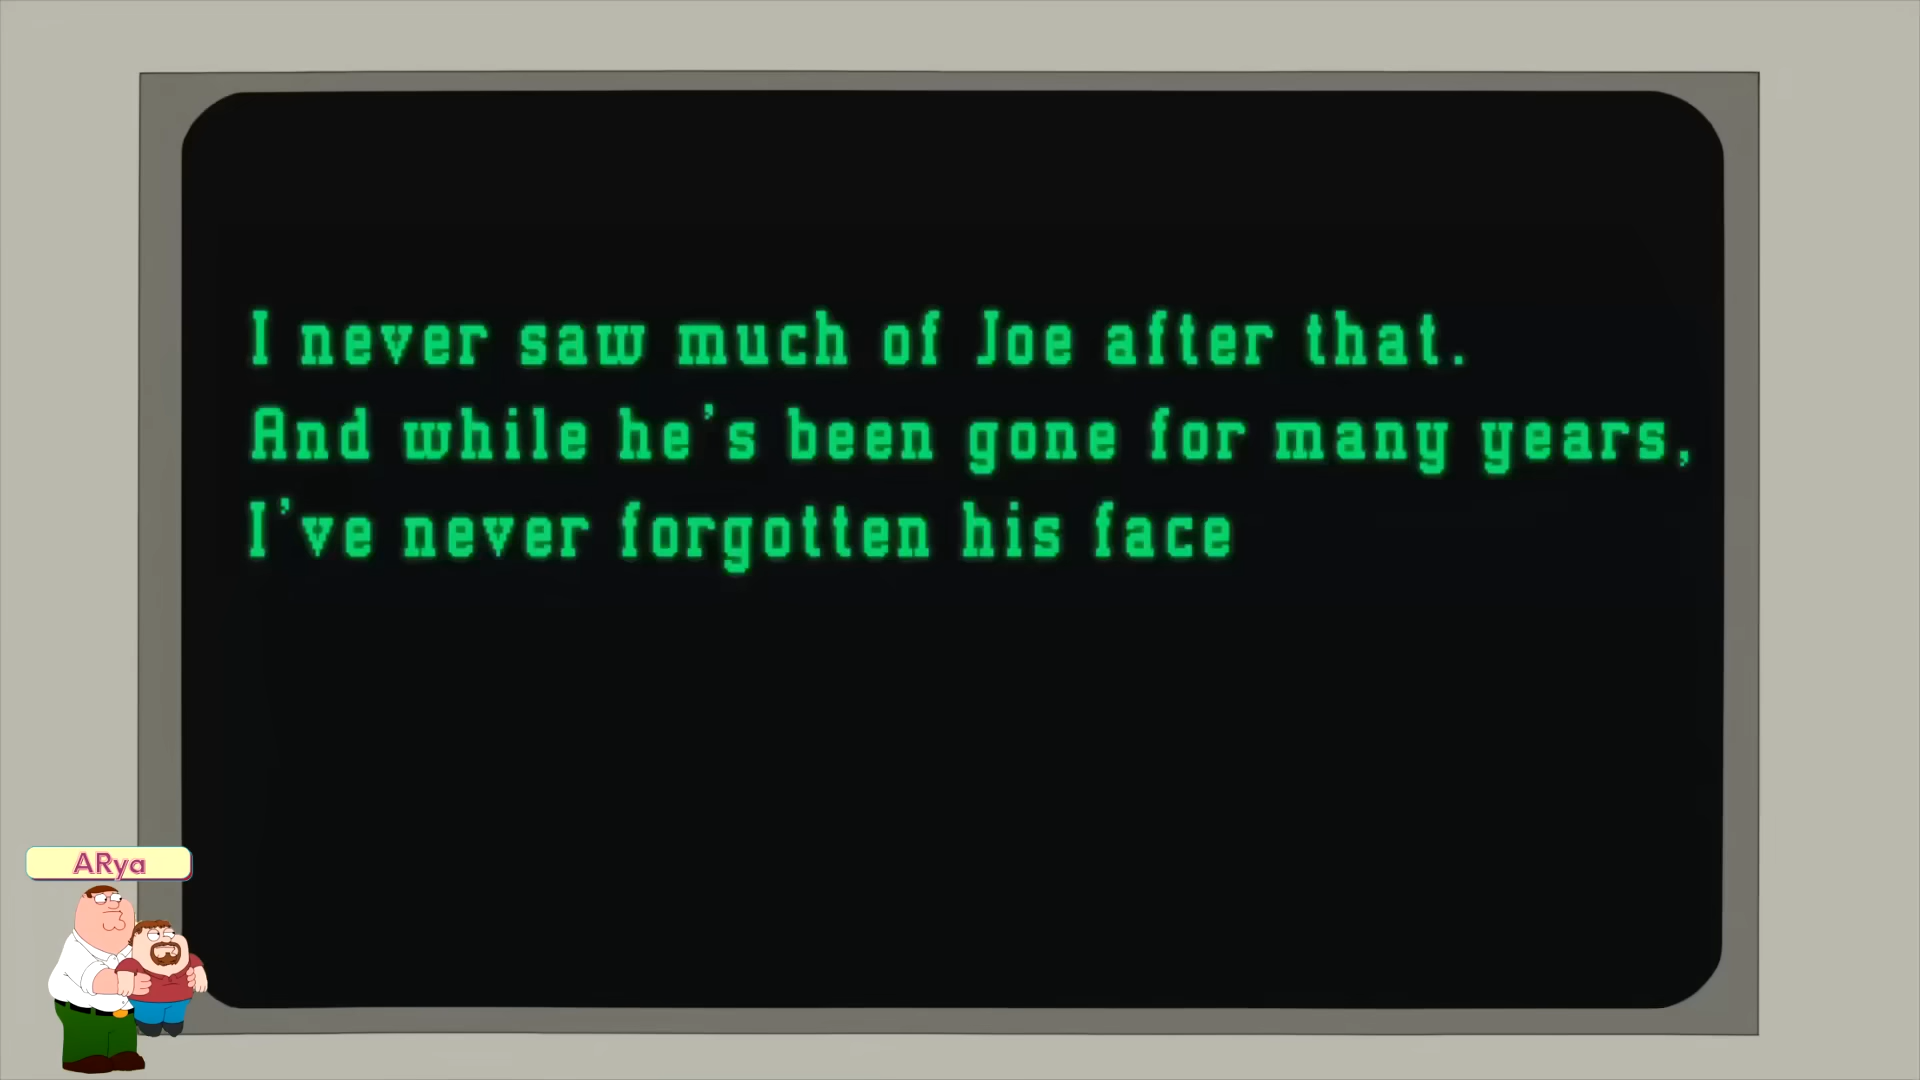 I never saw much of Joe after that.
And while he's been gone for many years,
I've never forgotten his face
ARya